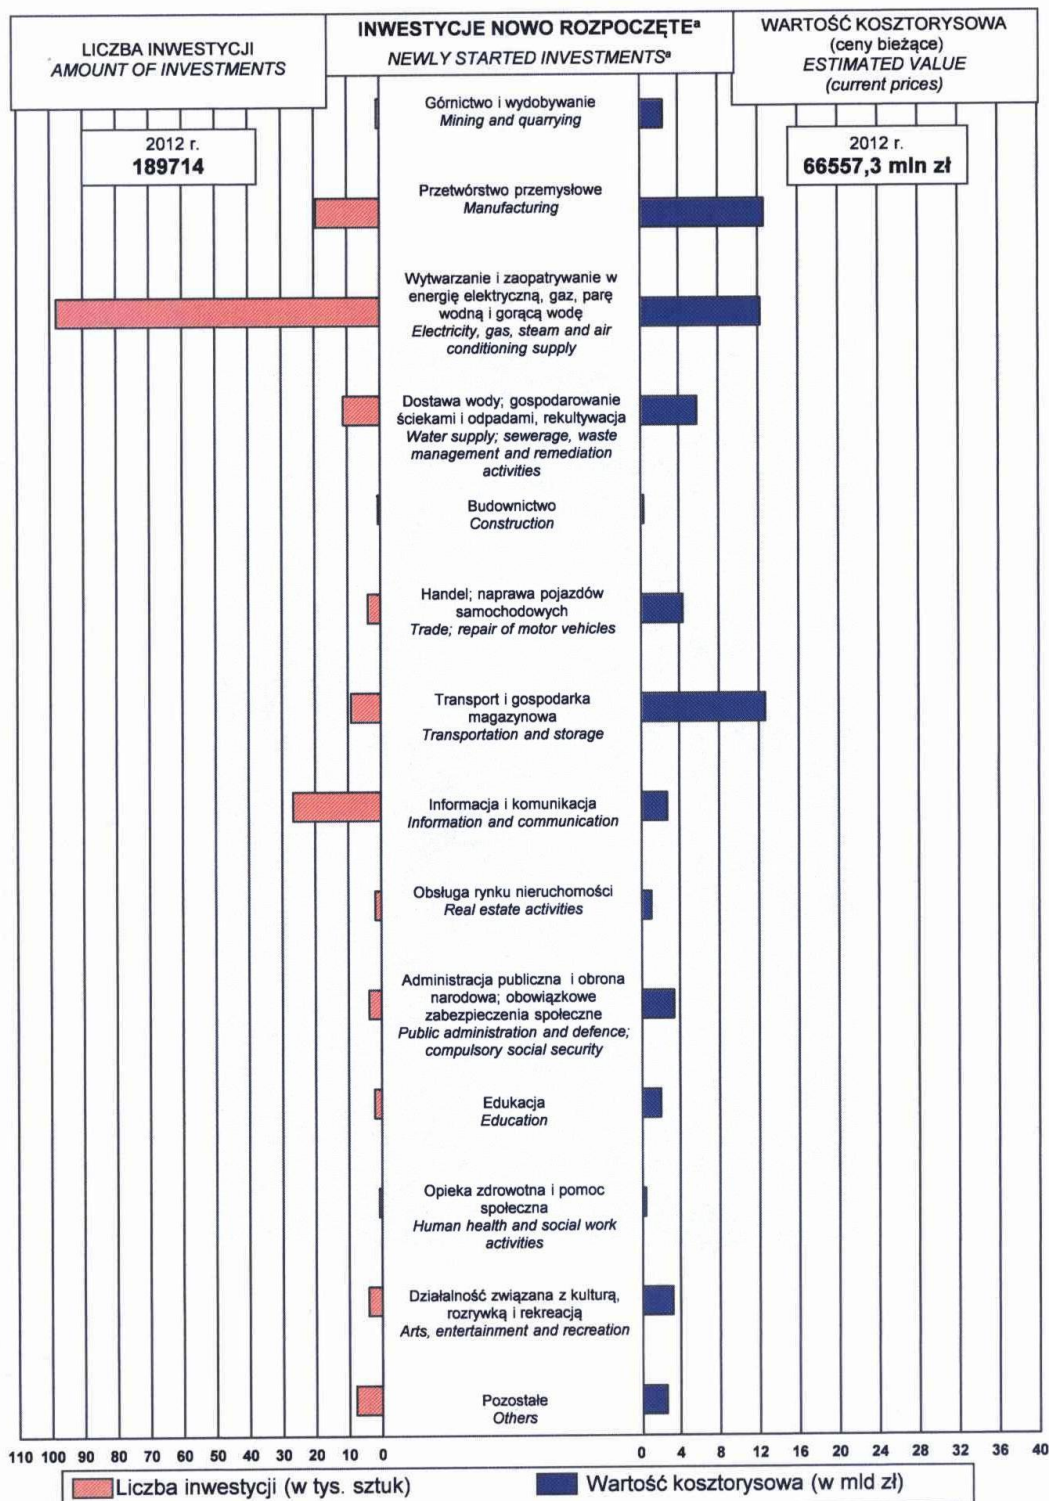 LICZBA INWESTYCJI
AMOUNT OF INVESTMENTS
INWESTYCJE NOWO ROZPOCZĘTEª
NEWLY STARTED INVESTMENTSª
WARTOŚĆ KOSZTORYSOWA
(ceny bieżące)
ESTIMATED VALUE
(current prices)
2012 r.
189714
2012 r.
66557,3 mln zł
Górnictwo i wydobywanie
Mining and quarrying
Przetwórstwo przemysłowe
Manufacturing
Wytwarzanie i zaopatrywanie w
energię elektryczną, gaz, parę
wodną i gorącą wodę
Electricity, gas, steam and air
conditioning supply
Dostawa wody; gospodarowanie
ściekami i odpadami, rekultywacja
Water supply; sewerage, waste
management and remediation
activities
Budownictwo
Construction
Handel; naprawa pojazdów
samochodowych
Trade; repair of motor vehicles
Transport i gospodarka
magazynowa
Transportation and storage
Informacja i komunikacja
Information and communication
Obsługa rynku nieruchomości
Real estate activities
Administracja publiczna i obrona
narodowa; obowiązkowe
zabezpieczenia społeczne
Public administration and defence;
compulsory social security
Edukacja
Education
Opieka zdrowotna i pomoc
społeczna
Human health and social work
activities
Działalność związana z kulturą,
rozrywką i rekreacją
Arts, entertainment and recreation
Pozostałe
Others
110 100 90 80 70 60 50 40 30 20 10 0
0 4 8 12 16 20 24 28 32 36 40
Liczba inwestycji (w tys. sztuk)
Wartość kosztorysowa (w mld zł)